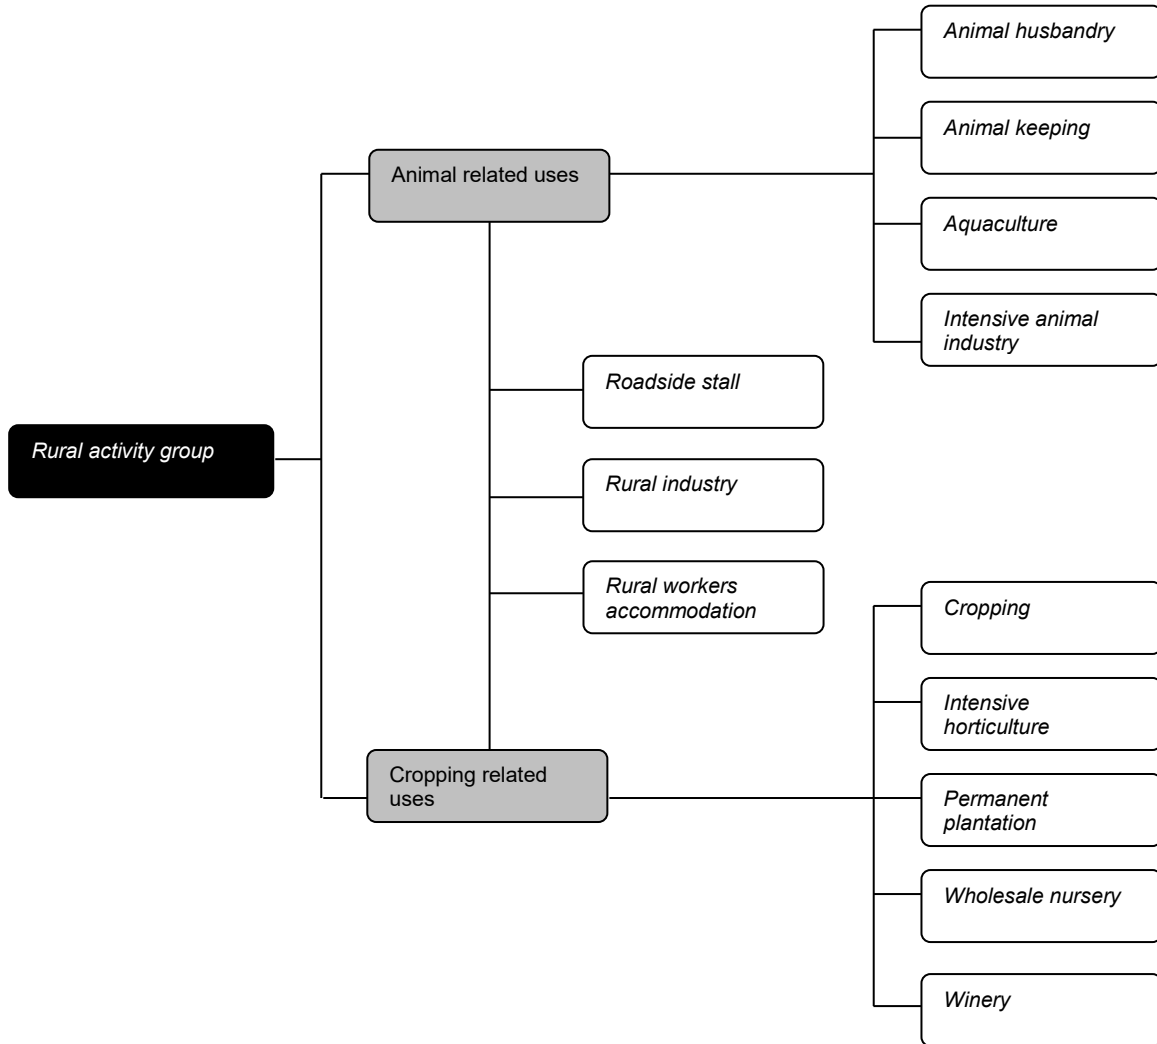 Animal husbandry
Animal keeping
Animal related uses
Aquaculture
Intensive animal
industry
Roadside stall
Rural activity group
Rural industry
Rural workers
accommodation
Cropping
Intensive
horticulture
Cropping related
uses
Permanent
plantation
Wholesale nursery
Winery